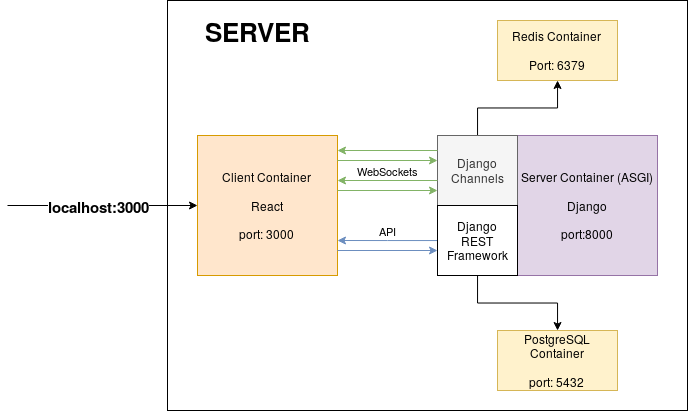 SERVER
Redis Container
Port: 6379
localhost:3000
Client Container
React
port: 3000
WebSockets
API
Django
Channels
Django
REST
Framework
Server Container (ASGI)
Django
port:8000
PostgreSQL
Container
port: 5432